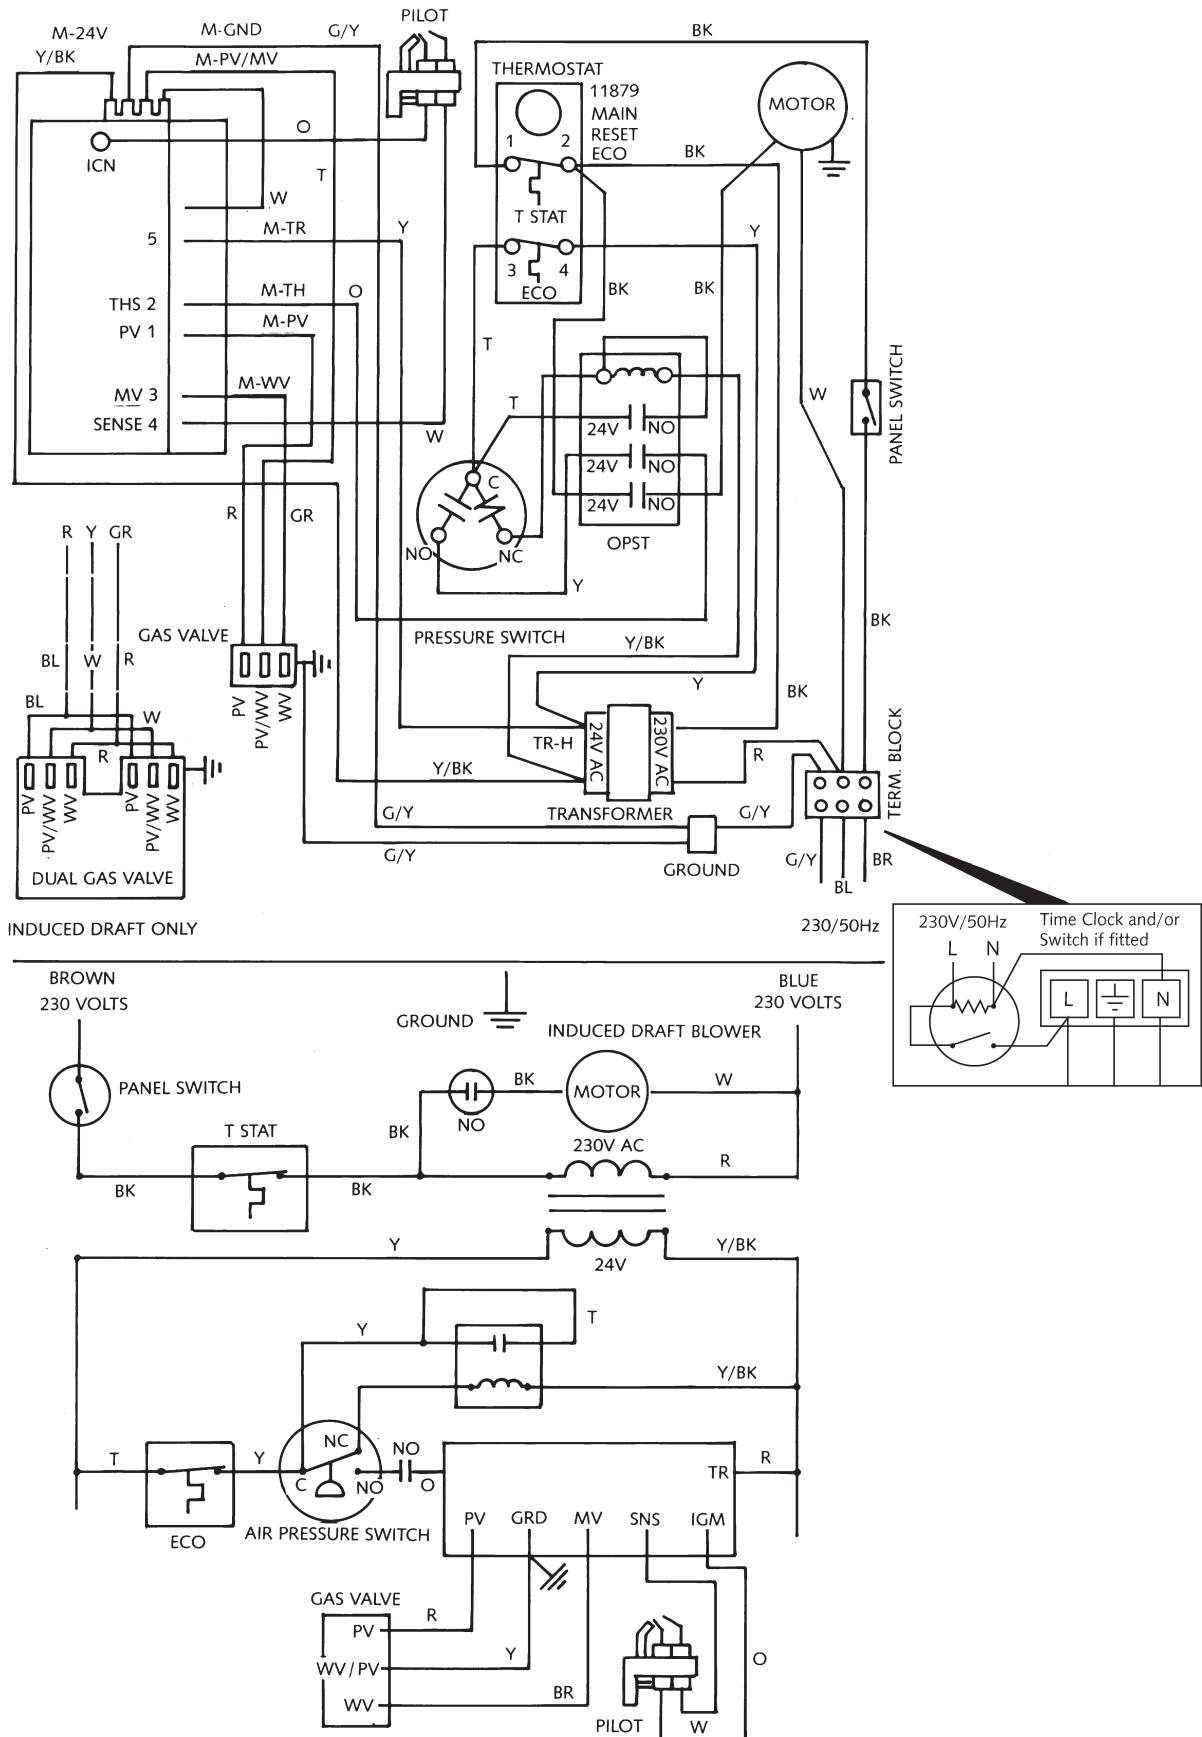 M-24V
Y/BK
M-GND
G/Y
M-PV/MV
PILOT
BK
THERMOSTAT
11879
MAIN
RESET
ECO
MOTOR
ICN
O
T
W
1
2
BK
T STAT
5
M-TR
Y
Y
3
4
ECO
BK
BK
THS 2
M-TH
O
PV 1
M-PV
T
MV 3
M-WV
SENSE 4
W
T
W
PANEL SWITCH
24V
NO
24V
NO
24V
NO
OPST
C
NO
NC
R
GR
R
Y
GR
Y
BK
GAS VALVE
PRESSURE SWITCH
Y/BK
BL
W
R
Y
BK
BL
W
R
PV
PV/WV
WV
TR-H
24V AC
230V AC
R
TERM. BLOCK
Y/BK
PV
PV/WV
WV
PV
PV/WV
WV
G/Y
TRANSFORMER
G/Y
G/Y
GROUND
G/Y
BL
BR
DUAL GAS VALVE
INDUCED DRAFT ONLY
230/50Hz
230V/50Hz
Time Clock and/or
Switch if fitted
L
N
L
N
BROWN
230 VOLTS
GROUND
BLUE
230 VOLTS
INDUCED DRAFT BLOWER
PANEL SWITCH
BK
MOTOR
W
NO
T STAT
BK
230V AC
BK
BK
R
Y
24V
Y/BK
Y
T
Y/BK
NC
NO
T
Y
C
NO
O
TR
R
ECO
AIR PRESSURE SWITCH
PV
GRD
MV
SNS
IGM
GAS VALVE
PV
R
WV / PV
Y
WV
BR
O
PILOT
W